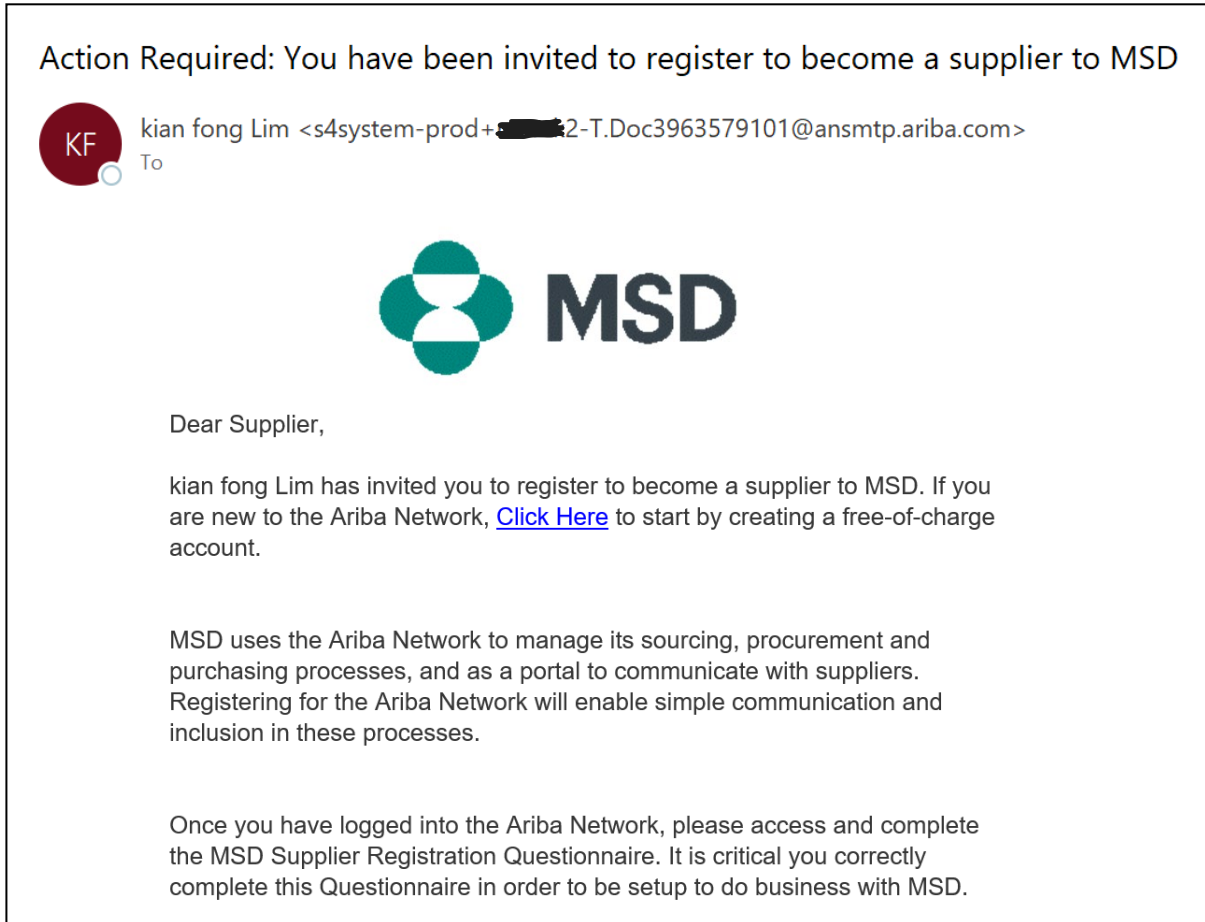 Action Required: You have been invited to register to become a supplier to MSD
KF
kian fong Lim <s4system-prod+2-T.Doc3963579101@ansmtp.ariba.com>
To
MSD
Dear Supplier,
kian fong Lim has invited you to register to become a supplier to MSD. If you
are new to the Ariba Network, Click Here to start by creating a free-of-charge
account.
MSD uses the Ariba Network to manage its sourcing, procurement and
purchasing processes, and as a portal to communicate with suppliers.
Registering for the Ariba Network will enable simple communication and
inclusion in these processes.
Once you have logged into the Ariba Network, please access and complete
the MSD Supplier Registration Questionnaire. It is critical you correctly
complete this Questionnaire in order to be setup to do business with MSD.